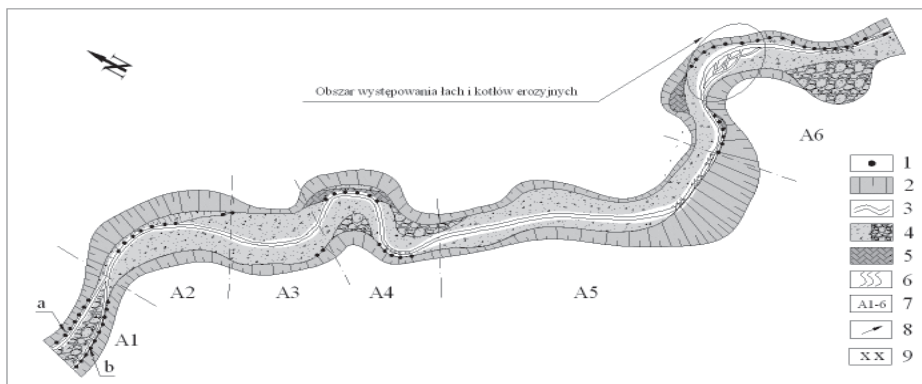 N
Obszar występowania łach i kotłów erozyjnych
A6
1
2
3
4
5
6
A1-6 7
8
X X 9
A5
A4
A3
A2
A1
a
b